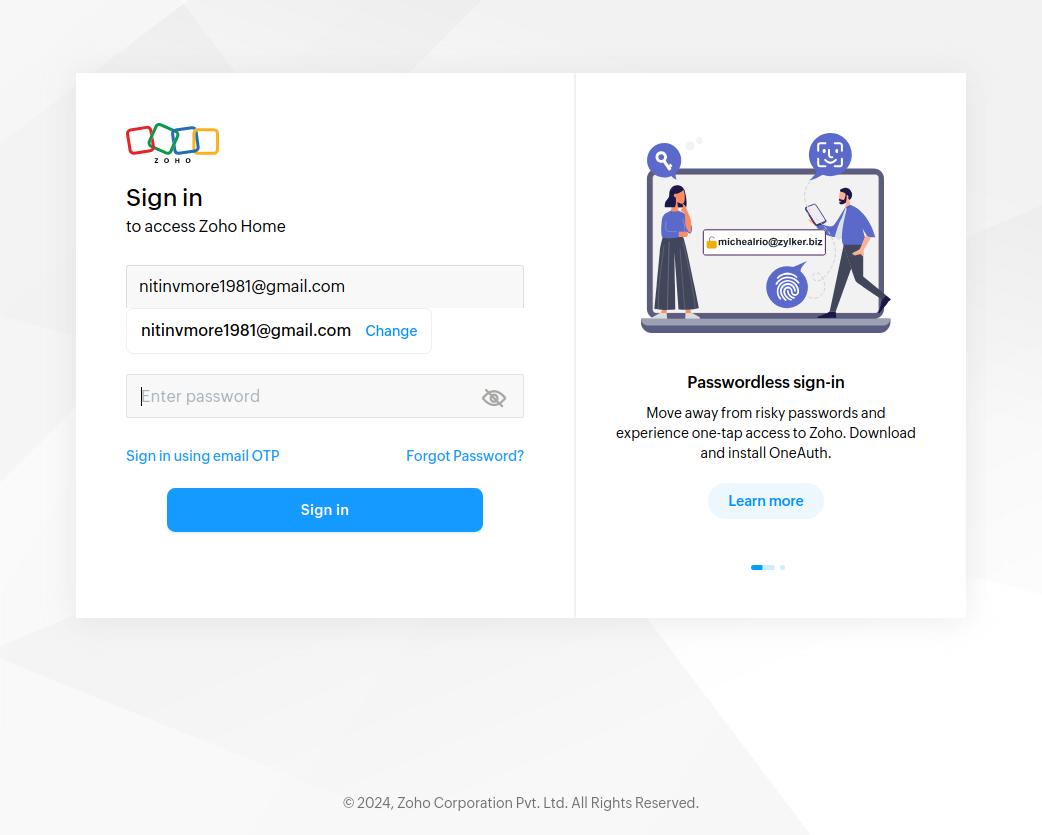 ZOHO
Sign in
to access Zoho Home
nitinvmore1981@gmail.com
nitinvmore1981@gmail.com Change
Enter password
Sign in using email OTP Forgot Password?
Sign in
michealrio@zylker.biz
Passwordless sign-in
Move away from risky passwords and
experience one-tap access to Zoho. Download
and install OneAuth.
Learn more
© 2024, Zoho Corporation Pvt. Ltd. All Rights Reserved.